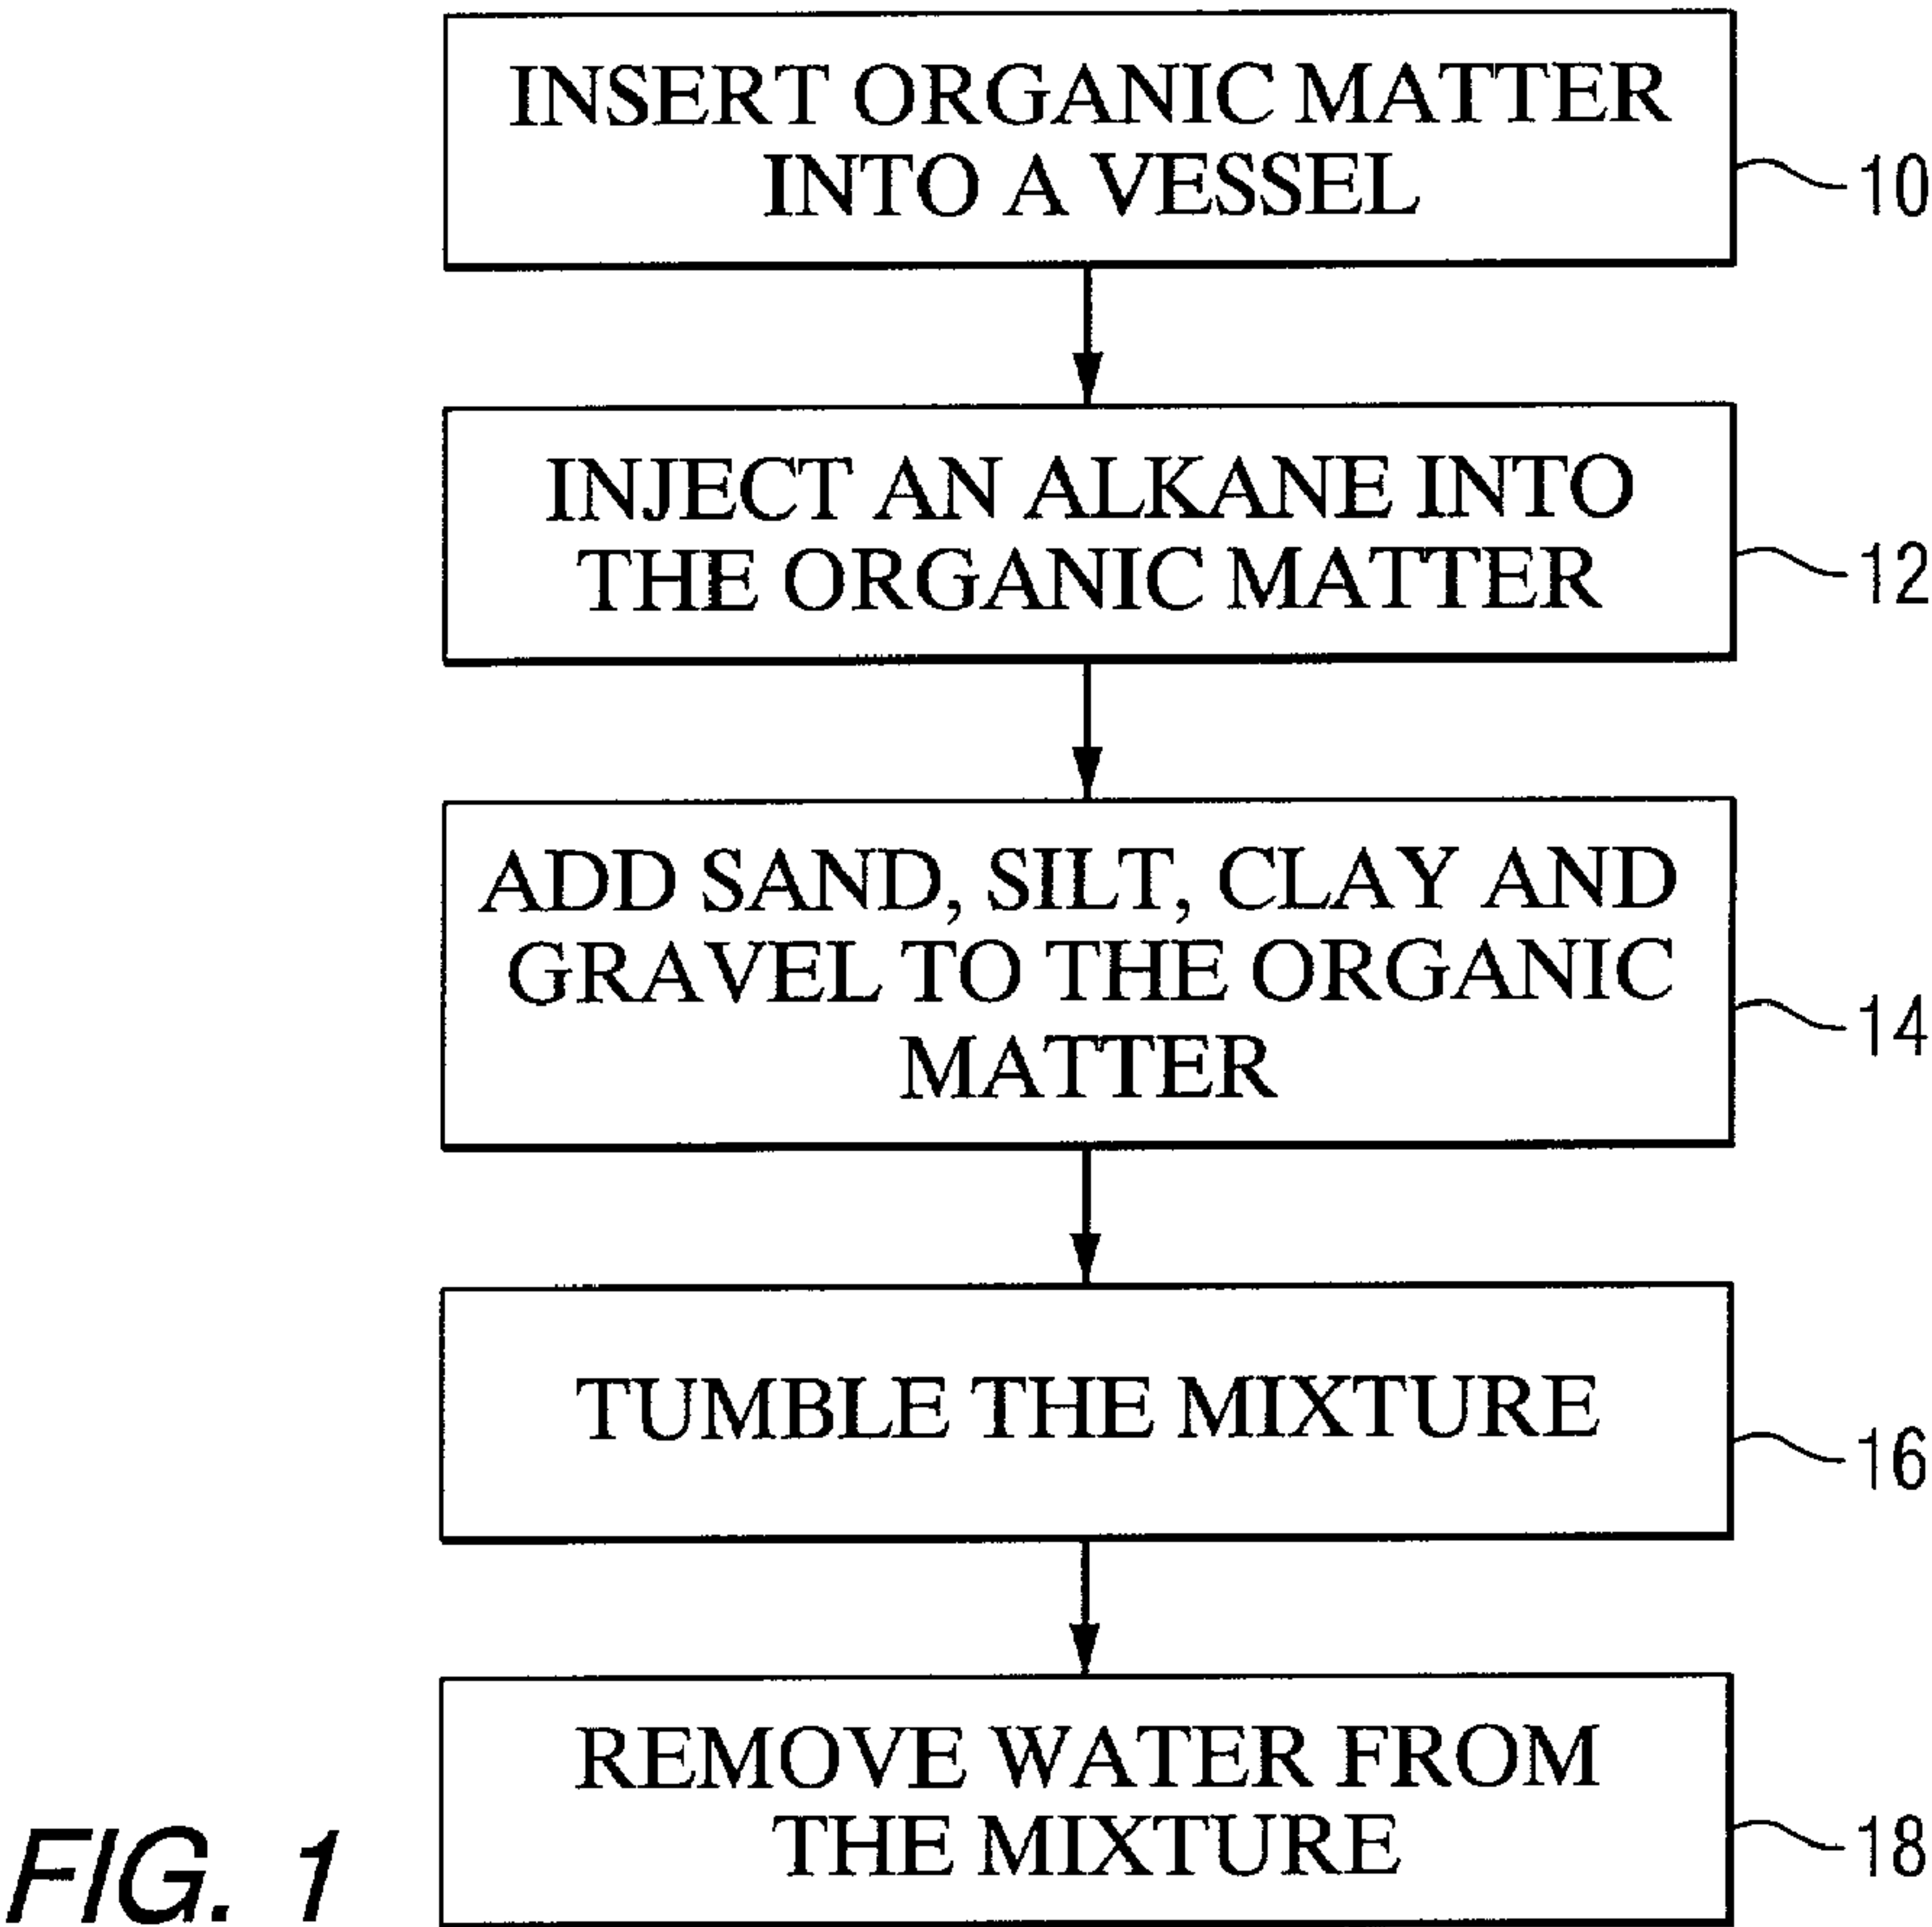 INSERT ORGANIC MATTER
INTO A VESSEL
10
INJECT AN ALKANE INTO
THE ORGANIC MATTER
12
ADD SAND, SILT, CLAY AND
GRAVEL TO THE ORGANIC
MATTER
14
TUMBLE THE MIXTURE
16
REMOVE WATER FROM
THE MIXTURE
18
FIG. 1